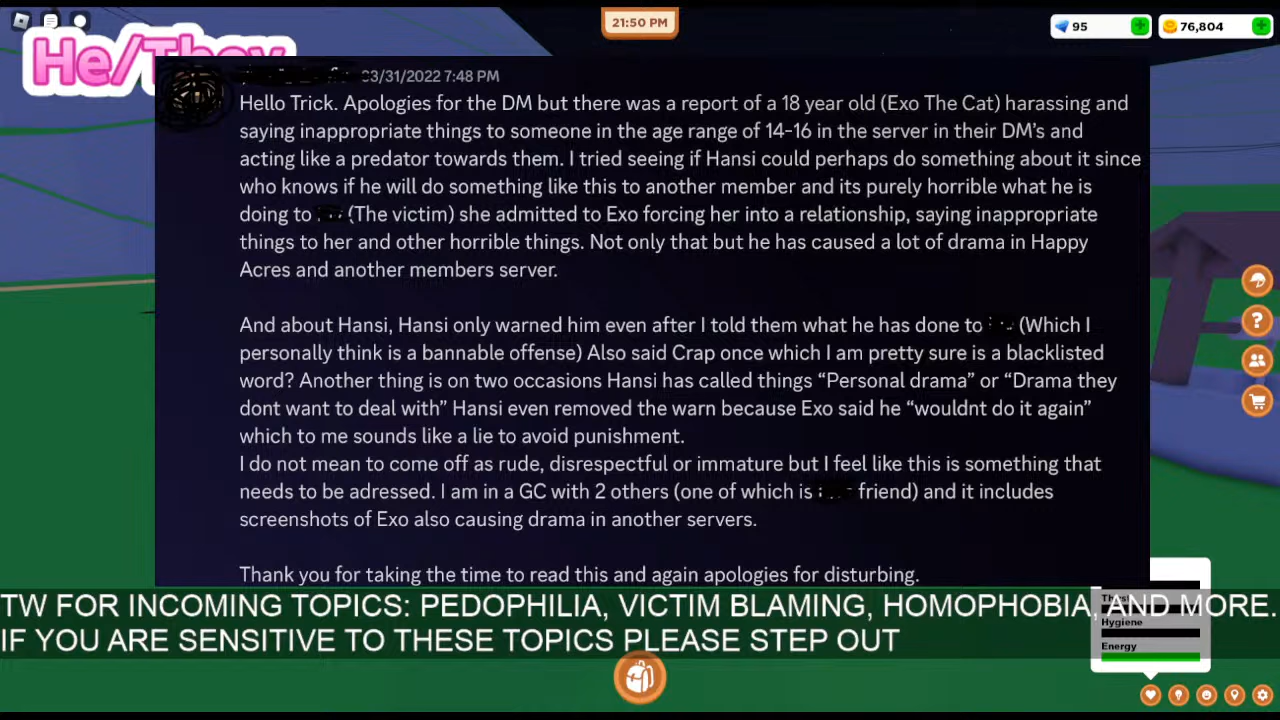 21:50 PM
95
76,804
He/They
03/31/2022 7:48 PM
Hello Trick. Apologies for the DM but there was a report of a 18 year old (Exo The Cat) harassing and
saying inappropriate things to someone in the age range of 14-16 in the server in their DM's and
acting like a predator towards them. I tried seeing if Hansi could perhaps do something about it since
who knows if he will do something like this to another member and its purely horrible what he is
doing to (The victim) she admitted to Exo forcing her into a relationship, saying inappropriate
things to her and other horrible things. Not only that but he has caused a lot of drama in Happy
Acres and another members server.
And about Hansi, Hansi only warned him even after I told them what he has done to (Which I
personally think is a bannable offense) Also said Crap once which I am pretty sure is a blacklisted
word? Another thing is on two occasions Hansi has called things “Personal drama” or “Drama they
dont want to deal with” Hansi even removed the warn because Exo said he “wouldnt do it again”
which to me sounds like a lie to avoid punishment.
I do not mean to come off as rude, disrespectful or immature but I feel like this is something that
needs to be adressed. I am in a GC with 2 others (one of which is friend) and it includes
screenshots of Exo also causing drama in another servers.
Thank you for taking the time to read this and again apologies for disturbing.
TW FOR INCOMING TOPICS: PEDOPHILIA, VICTIM BLAMING, HOMOPHOBIA, AND MORE.
IF YOU ARE SENSITIVE TO THESE TOPICS PLEASE STEP OUT
Hygiene
Energy